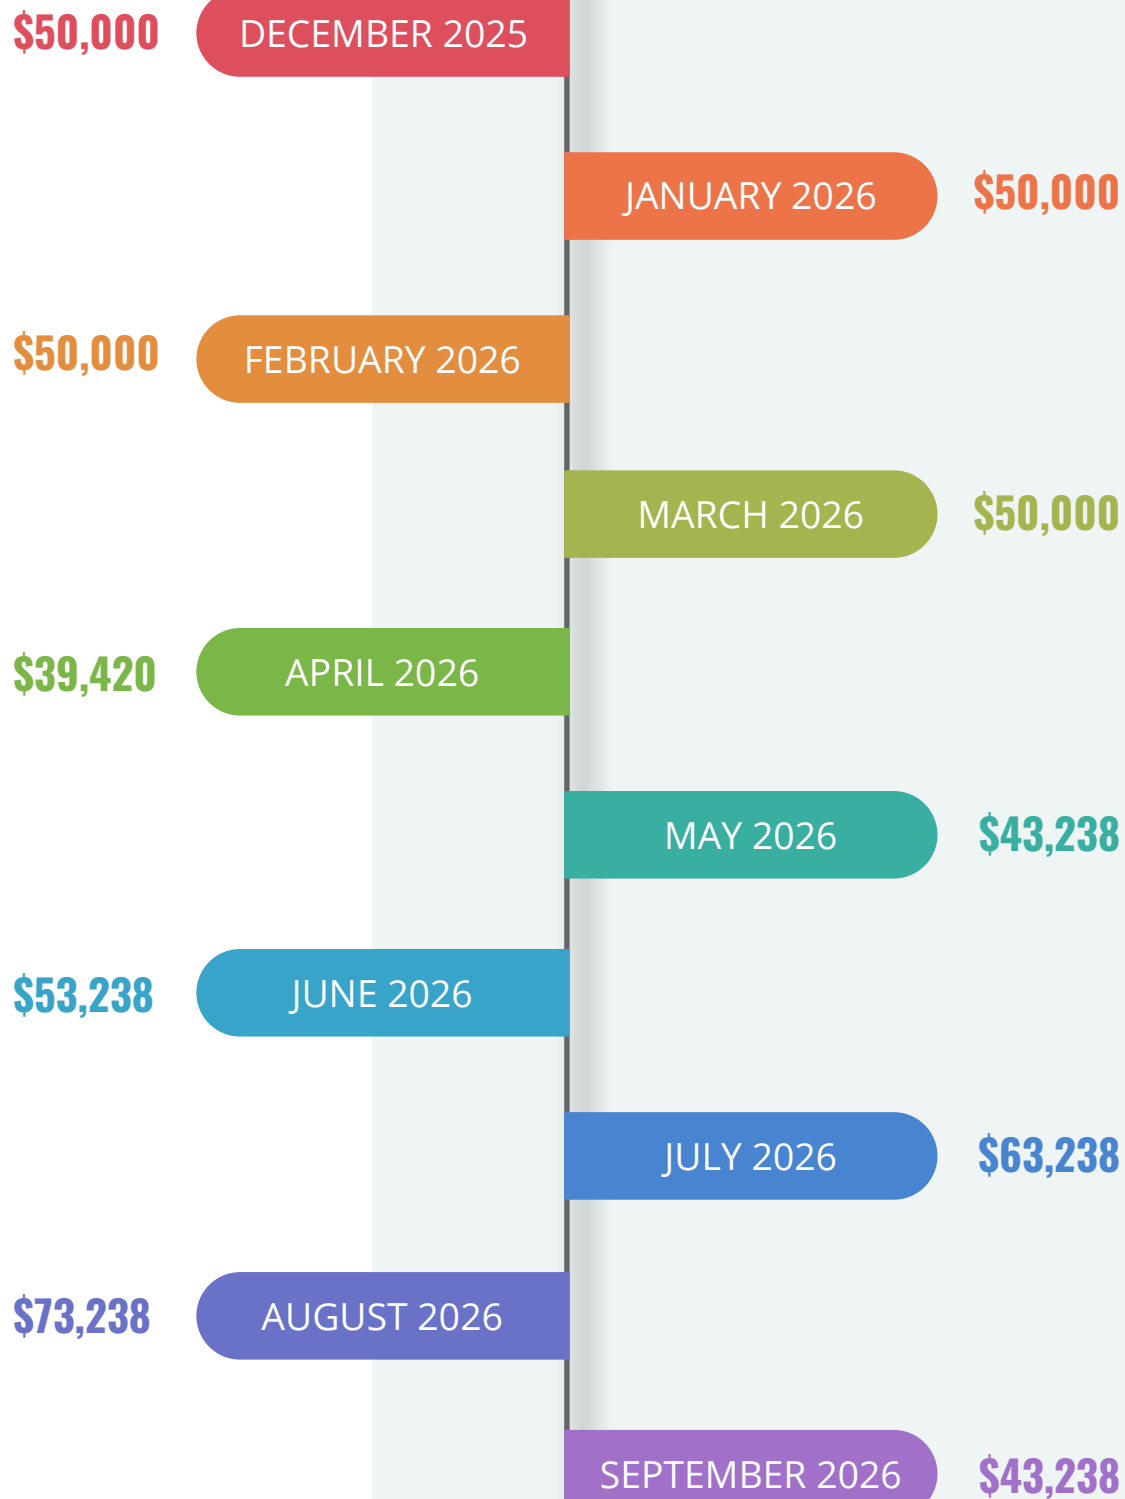 $50,000 DECEMBER 2025
JANUARY 2026 $50,000
$50,000 FEBRUARY 2026
MARCH 2026 $50,000
$39,420 APRIL 2026
MAY 2026 $43,238
$53,238 JUNE 2026
JULY 2026 $63,238
$73,238 AUGUST 2026
SEPTEMBER 2026 $43,238